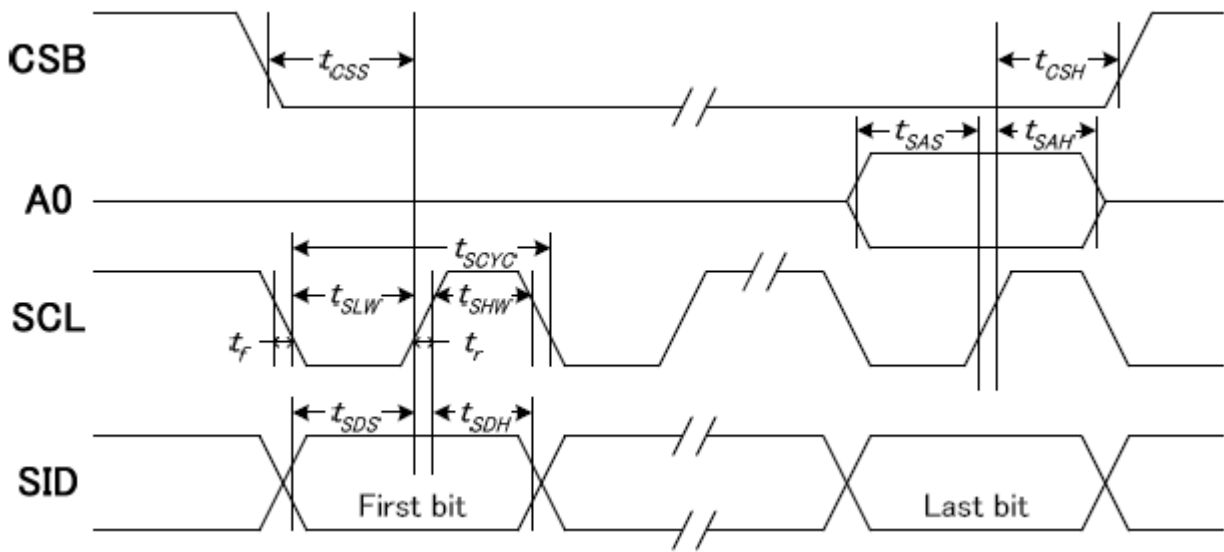 CSB
tCSS
tCSH
tSAS
tSAH
A0
tSCYC
SCL
tSLW
tSHW
tf
tr
tSDS
tSDH
SID
First bit
Last bit